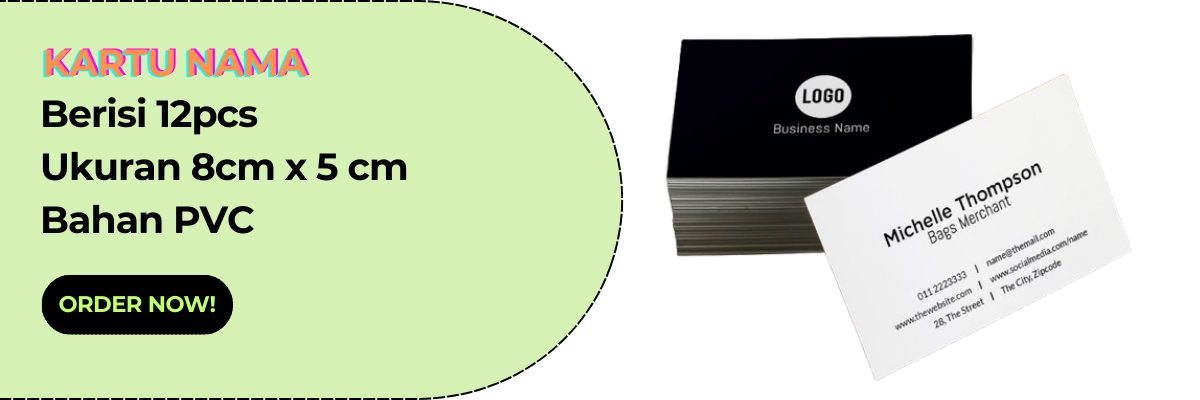 KARTU NAMA
Berisi 12pcs
Ukuran 8cm x 5 cm
Bahan PVC
ORDER NOW!
LOGO
Business Name
Michelle Thompson
Bags Merchant
011 2223333 | name@themail.com
www.thewebsite.com | www.socialmedia.com/name
28, The Street | The City, Zipcode